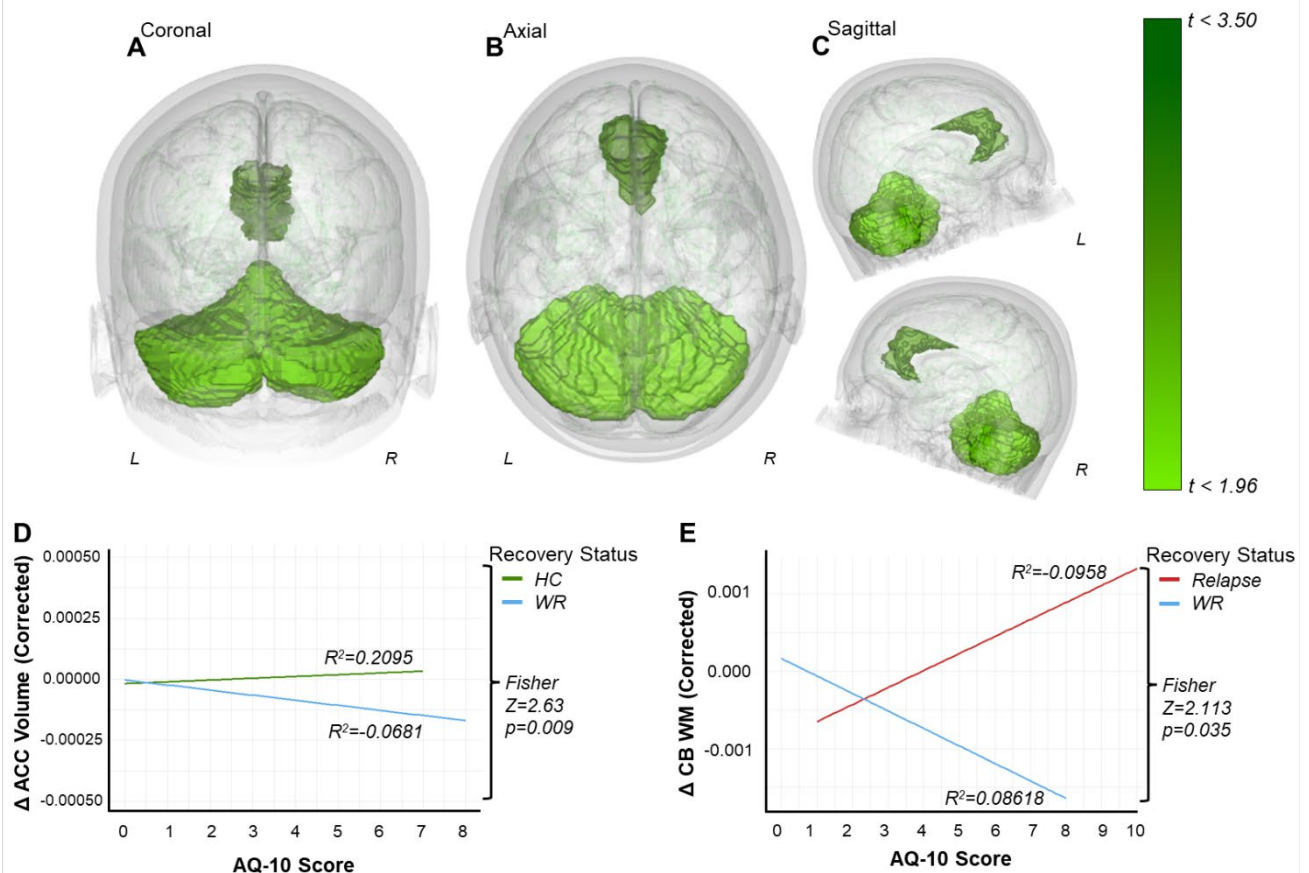 A Coronal
B Axial
C Sagittal
t < 3.50
L
R
L
R
L
R
t < 1.96
D
Δ ACC Volume (Corrected)
0.00050
0.00025
0.00000
-0.00025
-0.00050
R²=0.2095
R²=-0.0681
0 1 2 3 4 5 6 7 8
AQ-10 Score
Recovery Status
HC
WR
Fisher
Z=2.63
p=0.009
E
Δ CB WM (Corrected)
0.001
0.000
-0.001
R²=-0.0958
R²=0.08618
0 1 2 3 4 5 6 7 8 9 10
AQ-10 Score
Recovery Status
Relapse
WR
Fisher
Z=2.113
p=0.035